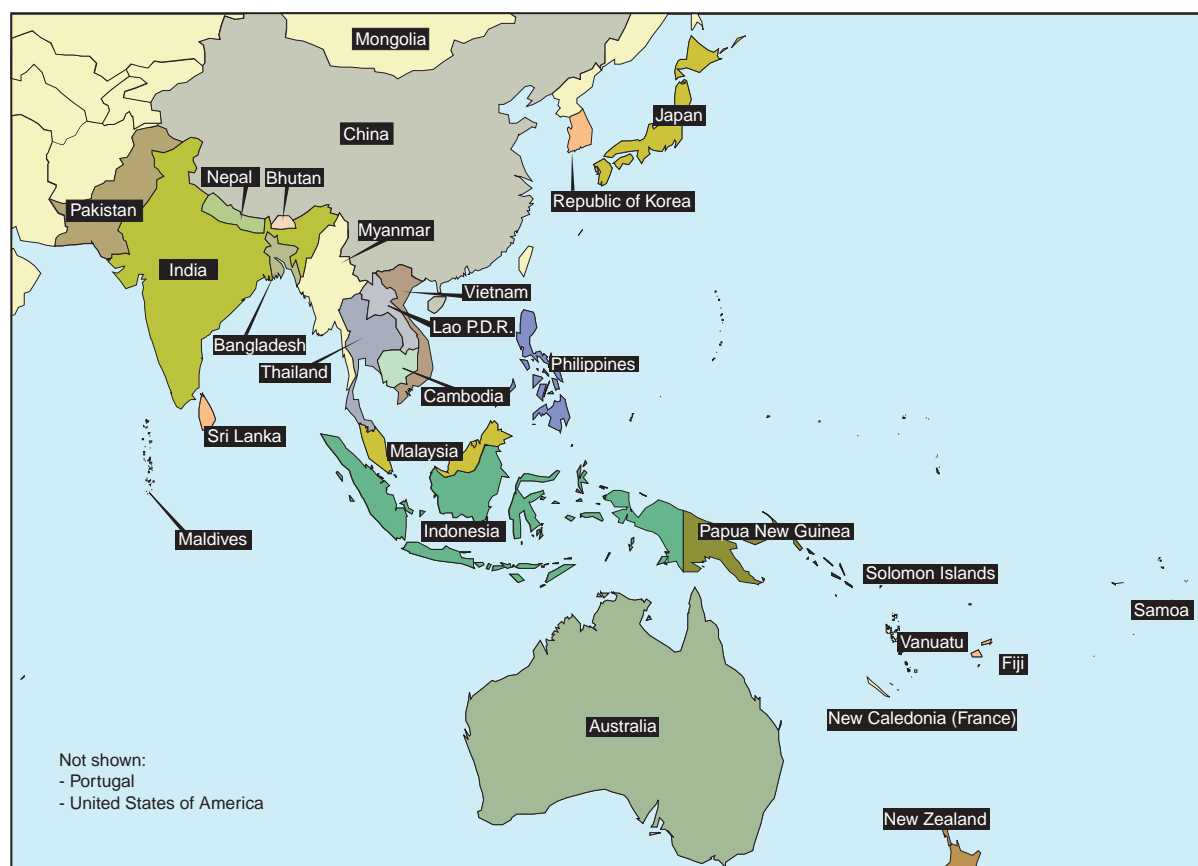 Mongolia
China
Japan
Nepal
Bhutan
Republic of Korea
Pakistan
Myanmar
India
Vietnam
Lao P.D.R.
Bangladesh
Thailand
Philippines
Cambodia
Sri Lanka
Malaysia
Maldives
Indonesia
Papua New Guinea
Solomon Islands
Samoa
Vanuatu
Fiji
New Caledonia (France)
Australia
Not shown:
- Portugal
- United States of America
New Zealand